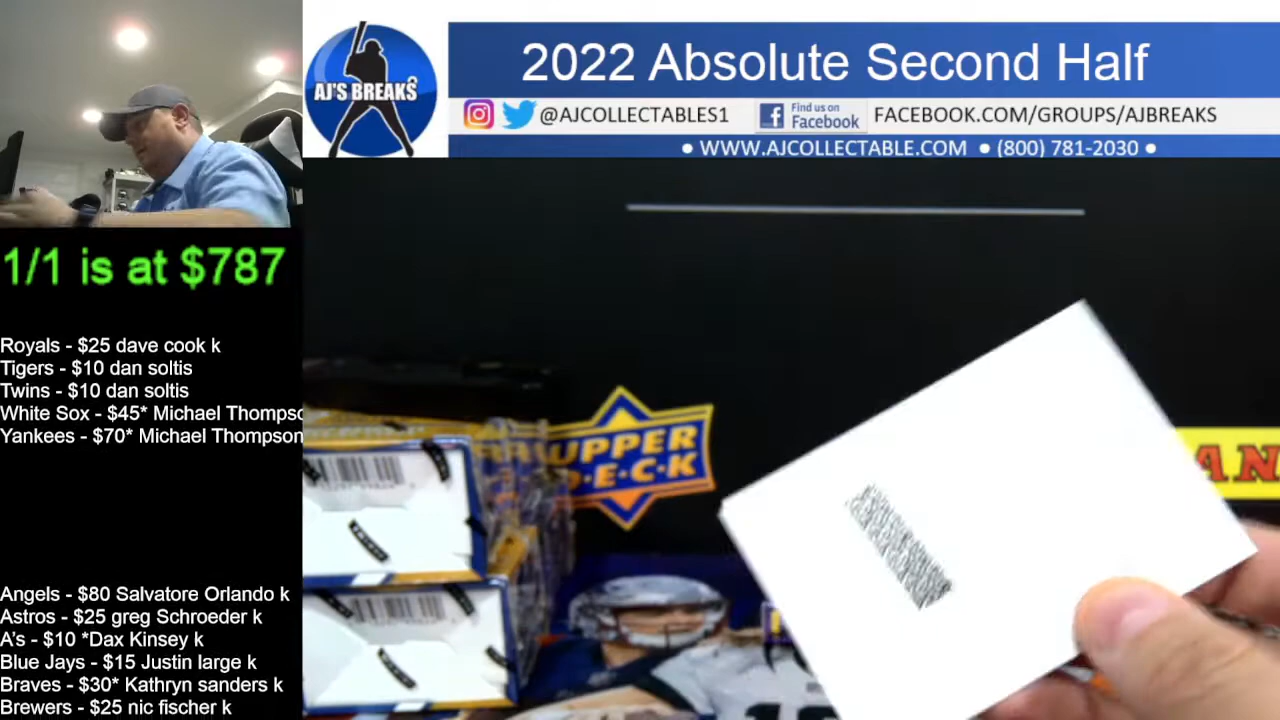 2022 Absolute Second Half
AJ'S BREAKS
@AJCOLLECTABLES1
Find us on
Facebook
FACEBOOK.COM/GROUPS/AJBREAKS
● WWW.AJCOLLECTABLE.COM ● (800) 781-2030 ●
1/1 is at $787
Royals - $25 dave cook k
Tigers - $10 dan soltis
Twins - $10 dan soltis
White Sox - $45* Michael Thompso
Yankees - $70* Michael Thompson
Angels - $80 Salvatore Orlando k
Astros - $25 greg Schroeder k
A's - $10 *Dax Kinsey k
Blue Jays - $15 Justin large k
Braves - $30* Kathryn sanders k
Brewers - $25 nic fischer k
UPPER
D·E·C·K
AN